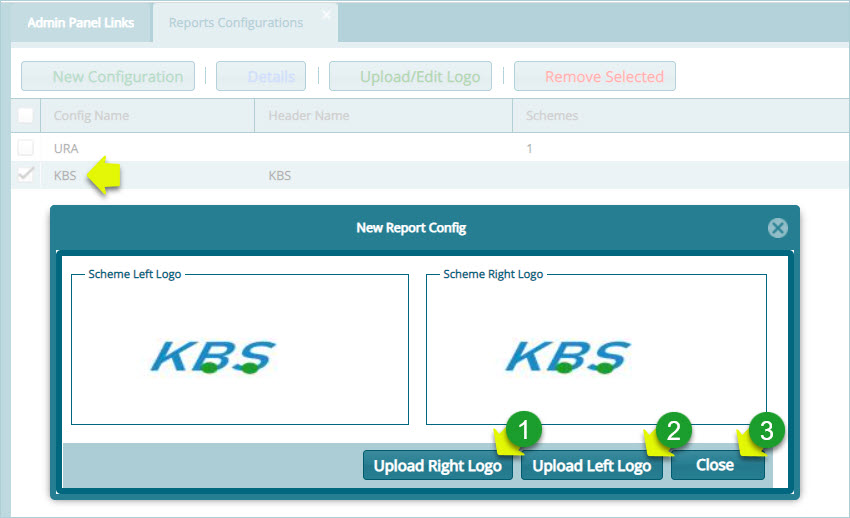 Admin Panel Links Reports Configurations
New Configuration Details Upload/Edit Logo Remove Selected
Config Name Header Name Schemes
URA 1
KBS KBS
New Report Config
Scheme Left Logo Scheme Right Logo
KBS KBS
1 2 3
Upload Right Logo Upload Left Logo Close